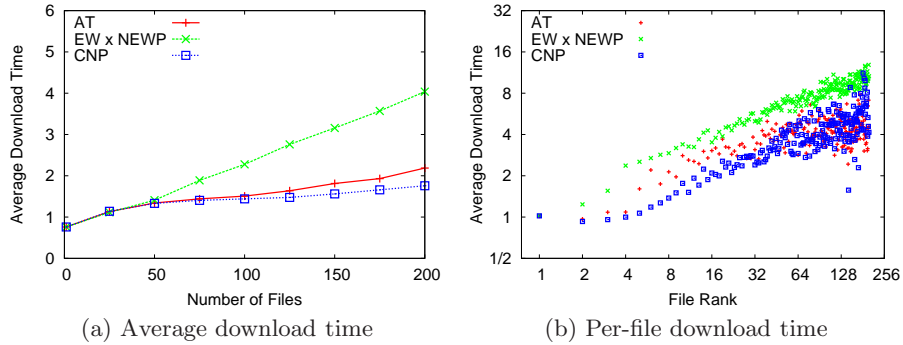 6
5
4
3
2
1
0
0
50
100
150
200
Average Download Time
Number of Files
AT
EW x NEWP
CNP
(a) Average download time
32
16
8
4
2
1
1/2
1
2
4
8
16
32
64
128
256
Average Download Time
File Rank
AT
EW x NEWP
CNP
(b) Per-file download time